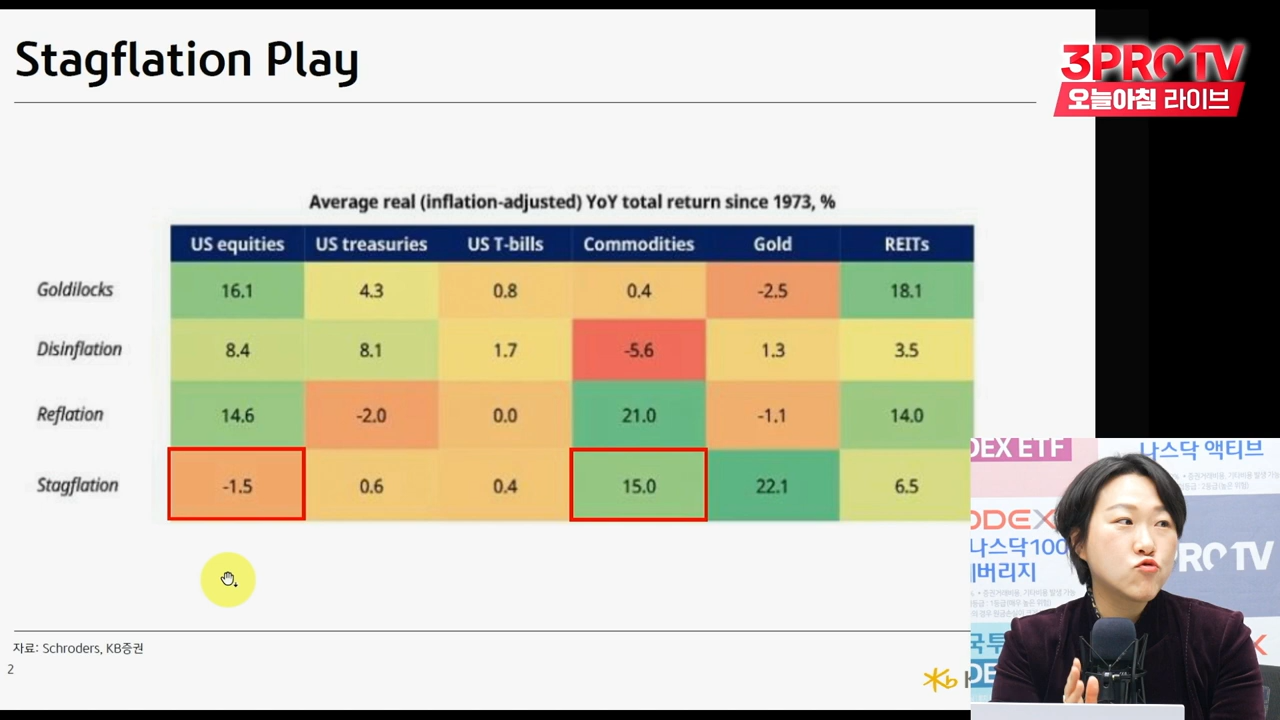 Stagflation Play
3PROTV
오늘아침 라이브
Average real (inflation-adjusted) YoY total return since 1973, %
US equities US treasuries US T-bills Commodities Gold REITs
Goldilocks 16.1 4.3 0.8 0.4 -2.5 18.1
Disinflation 8.4 8.1 1.7 -5.6 1.3 3.5
Reflation 14.6 -2.0 0.0 21.0 -1.1 14.0
Stagflation -1.5 0.6 0.4 15.0 22.1 6.5
자료: Schroders, KB증권
2
DEX ETF
나스닥 액티브
ODEX
나스닥100
레버리지
PROTV
국투